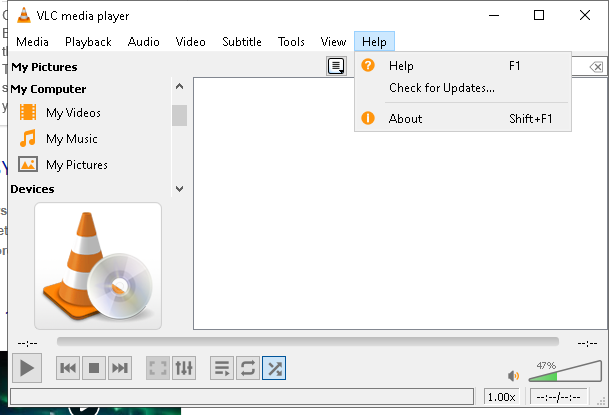 VLC media player
Media Playback Audio Video Subtitle Tools View Help
My Pictures
Help F1
My Computer
Check for Updates...
My Videos
About Shift+F1
My Music
My Pictures
Devices
--:-- --:--
47%
1.00x --:--/--:--